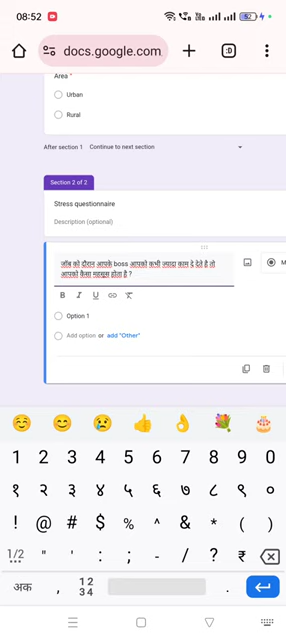 08:52
docs.google.com
:D
Area *
Urban
Rural
After section 1 Continue to next section
Section 2 of 2
Stress questionnaire
Description (optional)
जॉब को दौरान आपके boss आपको कभी ज्यादा काम दे देते है तो
आपको कैसा महसूस होता है ?
M
B I U
Option 1
Add option or add "Other"
1 2 3 4 5 6 7 8 9 0
१ २ ३ ४ ५ ६ ७ ८ ९ ०
! @ # $ % ^ & * ( )
1/2 " ' : ; - / ? ₹
अक , 12 34 .